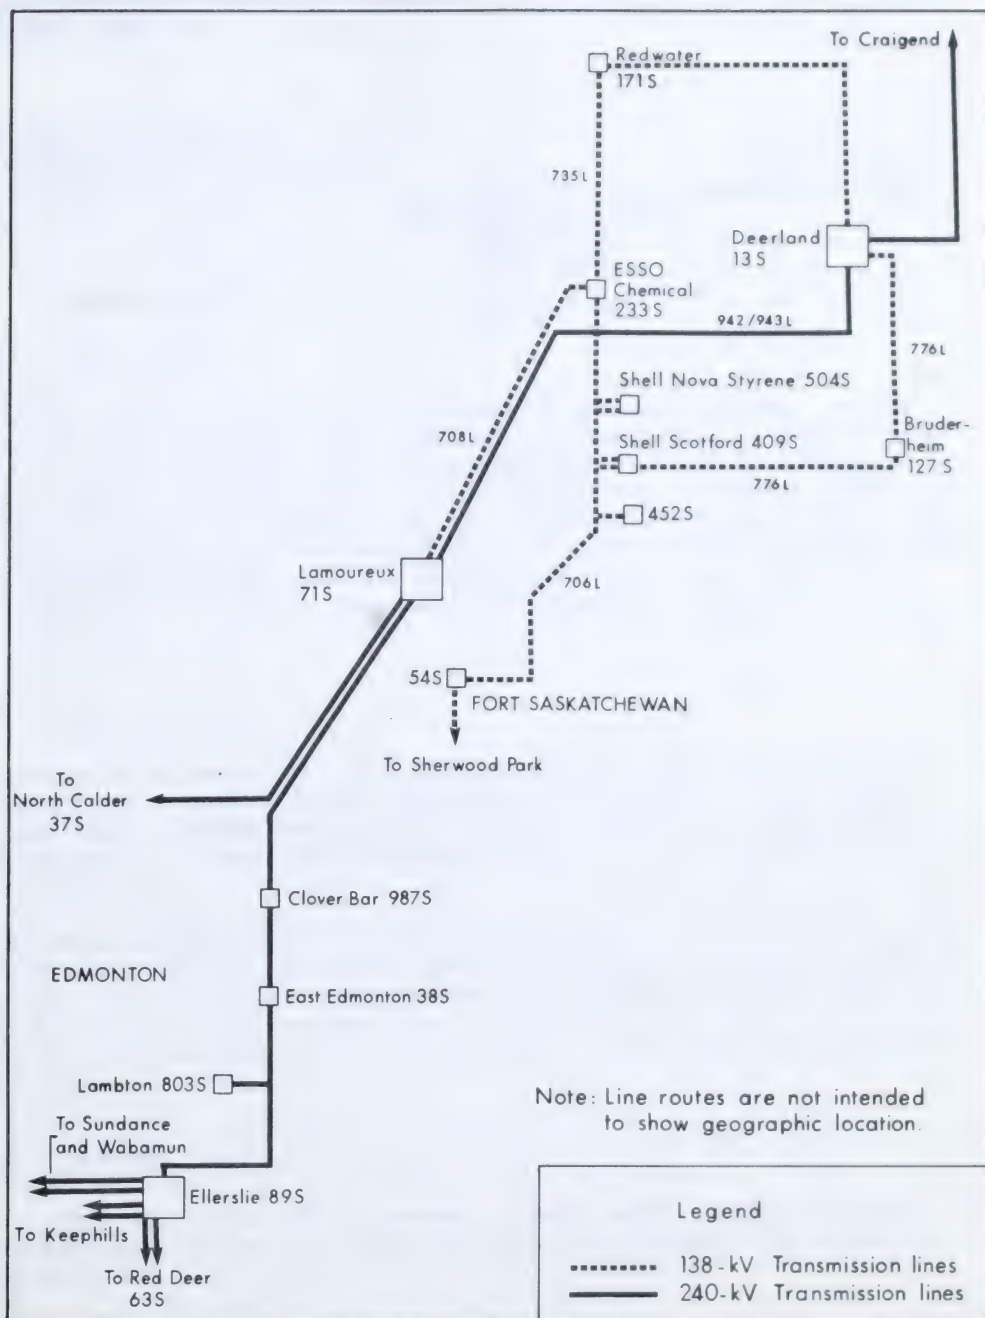 To Craigend
Redwater
171S
735L
Deerland
13S
ESSO
Chemical
233S
942/943L
776L
Shell Nova Styrene 504S
708L
Shell Scotford 409S
Bruder-
heim
127S
776L
452S
Lamoureux
71S
706L
54S
FORT SASKATCHEWAN
To Sherwood Park
To
North Calder
37S
Clover Bar 987S
EDMONTON
East Edmonton 38S
Lambton 803S
Note: Line routes are not intended
to show geographic location.
To Sundance
and Wabamun
Ellerslie 89S
To Keephills
To Red Deer
63S
Legend
138-kV Transmission lines
240-kV Transmission lines